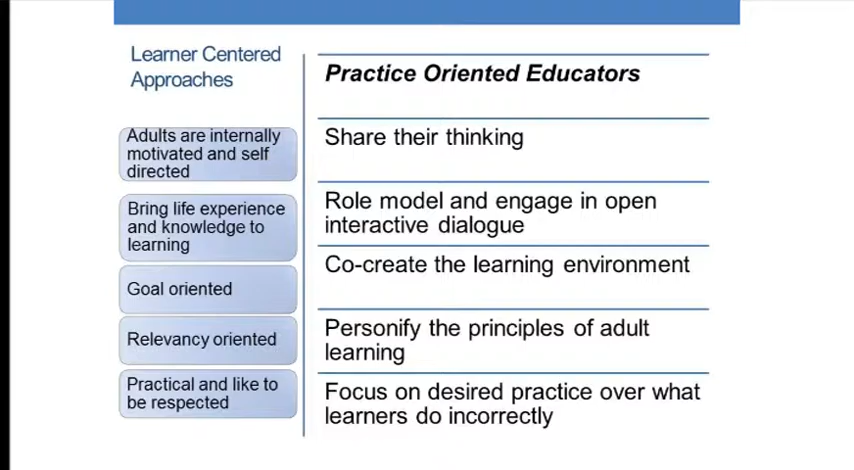 Learner Centered
Approaches
Adults are internally
motivated and self
directed
Bring life experience
and knowledge to
learning
Goal oriented
Relevancy oriented
Practical and like to
be respected
Practice Oriented Educators
Share their thinking
Role model and engage in open
interactive dialogue
Co-create the learning environment
Personify the principles of adult
learning
Focus on desired practice over what
learners do incorrectly